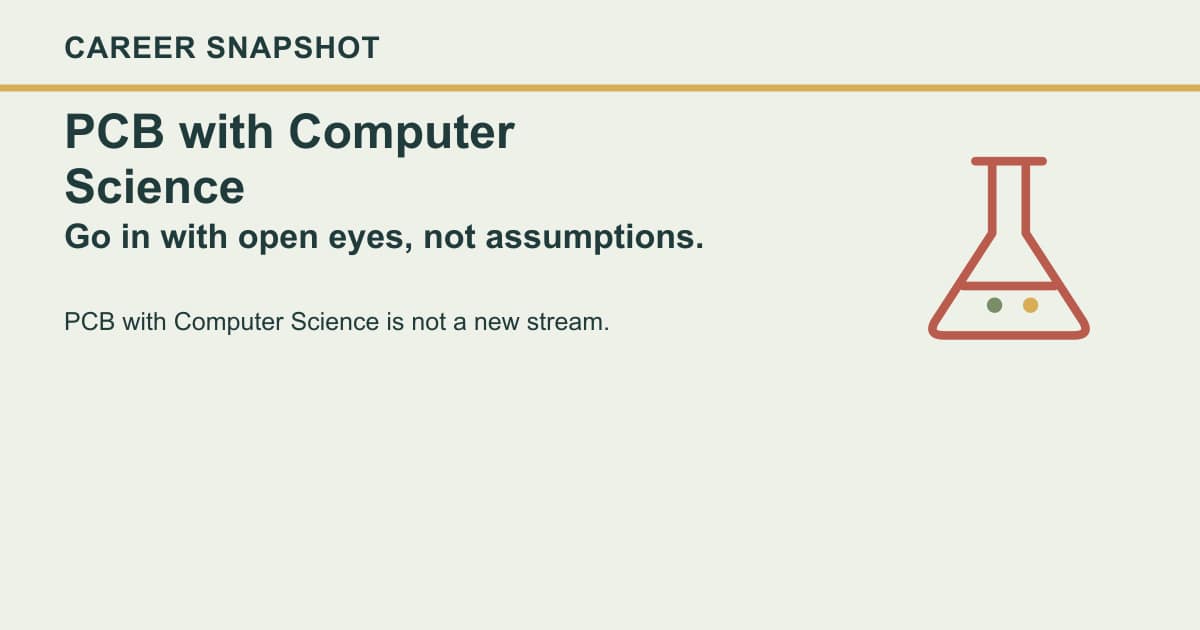 CAREER SNAPSHOT
PCB with Computer
Science
Go in with open eyes, not assumptions.
PCB with Computer Science is not a new stream.